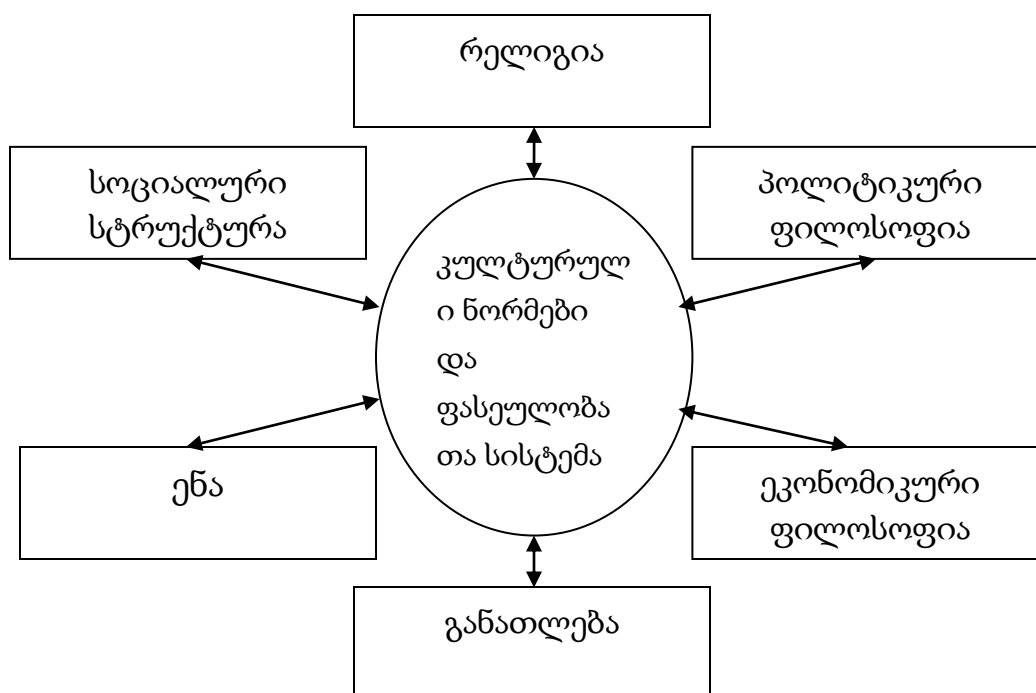 რელიგია
სოციალური
სტრუქტურა
პოლიტიკური
ფილოსოფია
კულტურულ
ი ნორმები
და
ფასეულობა
თა სისტემა
ენა
ეკონომიკური
ფილოსოფია
განათლება